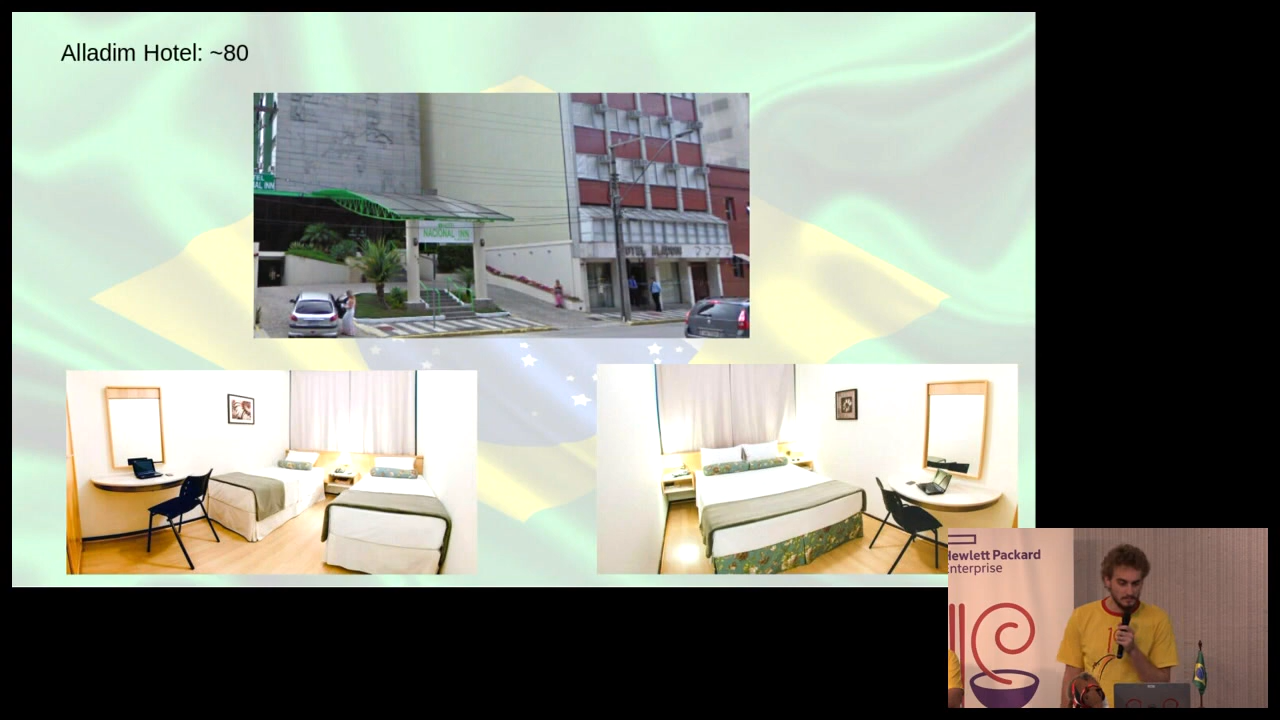 Alladim Hotel: ~80
NACIONAL INN
Hewlett Packard
Enterprise